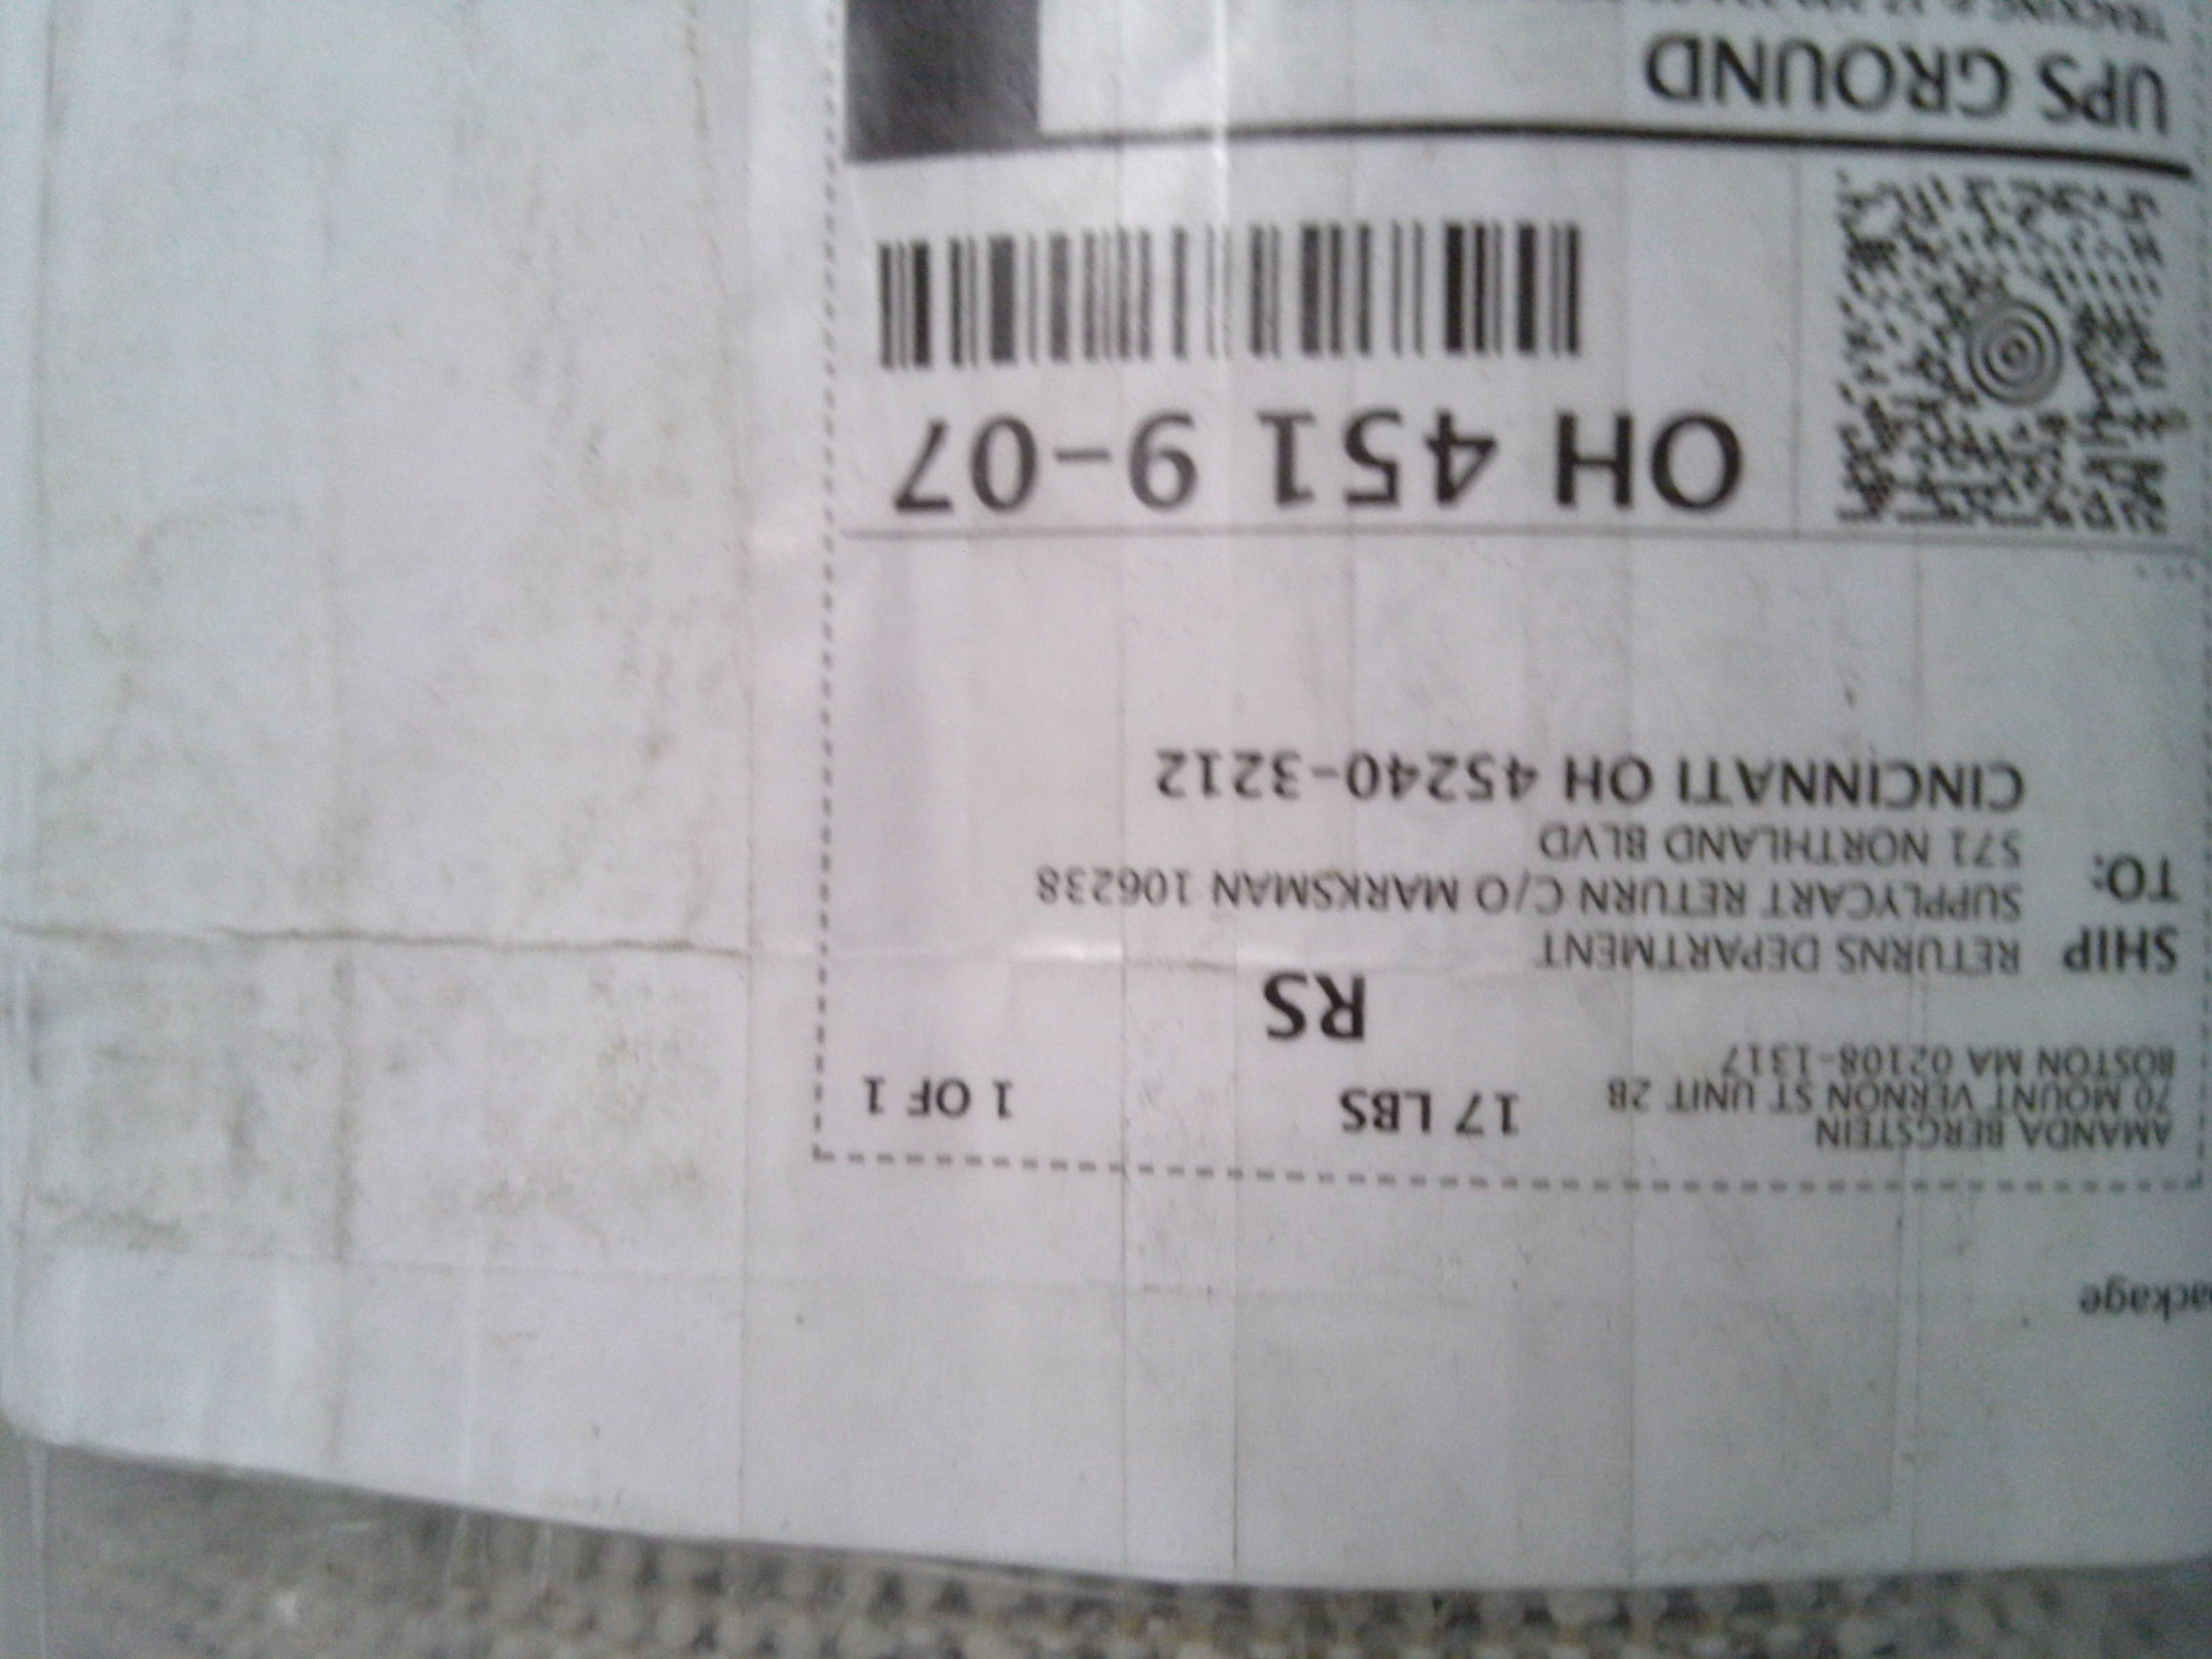 package
AMANDA BERGSTEIN
70 MOUNT VERNON ST UNIT 2B
BOSTON MA 02108-1317
17 LBS
1 OF 1
RS
SHIP
TO:
RETURNS DEPARTMENT
SUPPLYCART RETURN C/O MARKSMAN 106238
571 NORTHLAND BLVD
CINCINNATI OH 45240-3212
OH 451 9-07
UPS GROUND
TRACKING #: